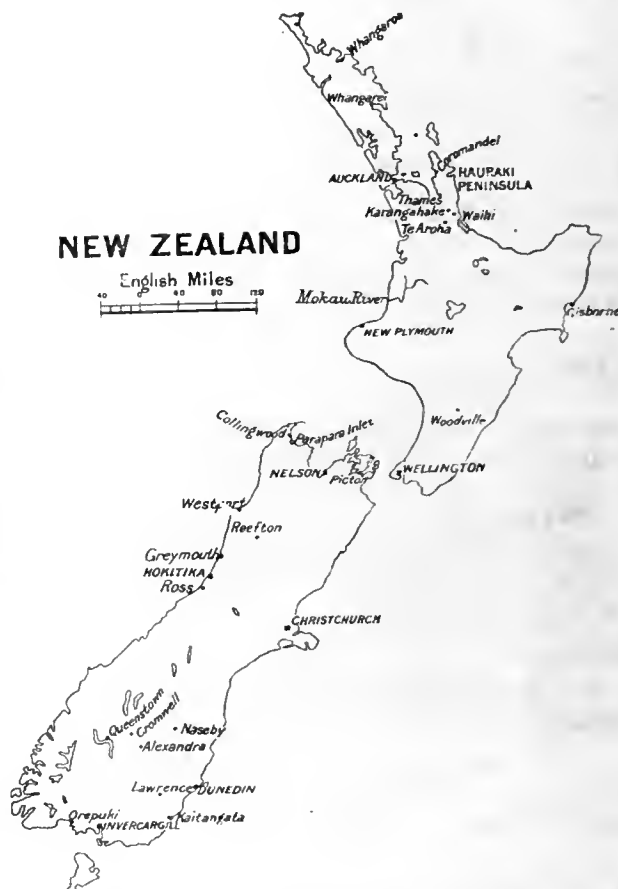 Whangaroa
Whangarei
Coromandel
AUCKLAND
HAURAKI
PENINSULA
Thames
Karangahake
Waihi
Te Aroha
NEW ZEALAND
English Miles
40 0 40 80
Mokau River
Gisborne
NEW PLYMOUTH
Woodville
Collingwood
Parapara Inlet
NELSON
Picton
WELLINGTON
Westport
Reefton
Greymouth
HOKITIKA
Ross
CHRISTCHURCH
Queenstown
Cromwell
Naseby
Alexandra
Lawrence
DUNEDIN
Orepuki
INVERCARGILL
Kaitangata